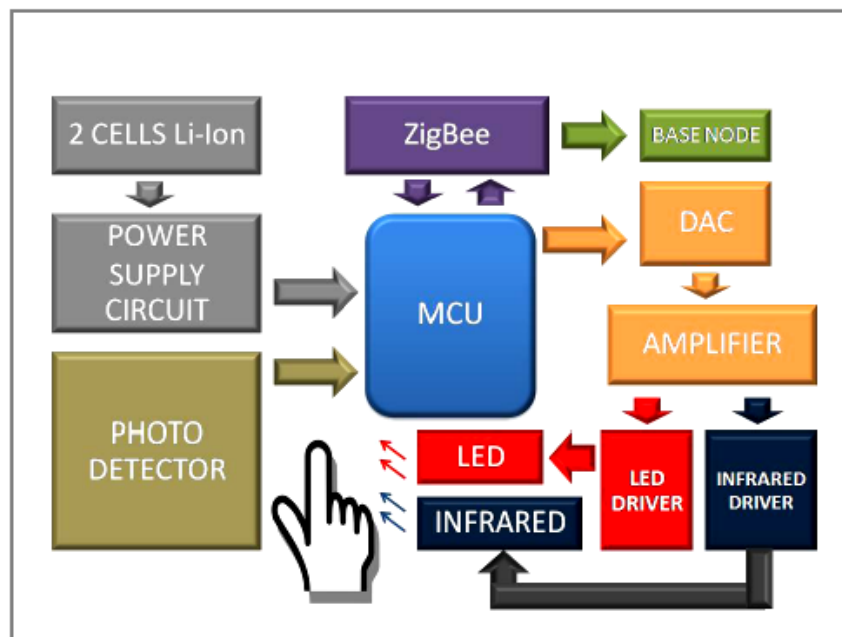 2 CELLS Li-Ion
ZigBee
BASE NODE
POWER
SUPPLY
CIRCUIT
DAC
MCU
AMPLIFIER
PHOTO
DETECTOR
LED
LED
DRIVER
INFRARED
DRIVER
INFRARED